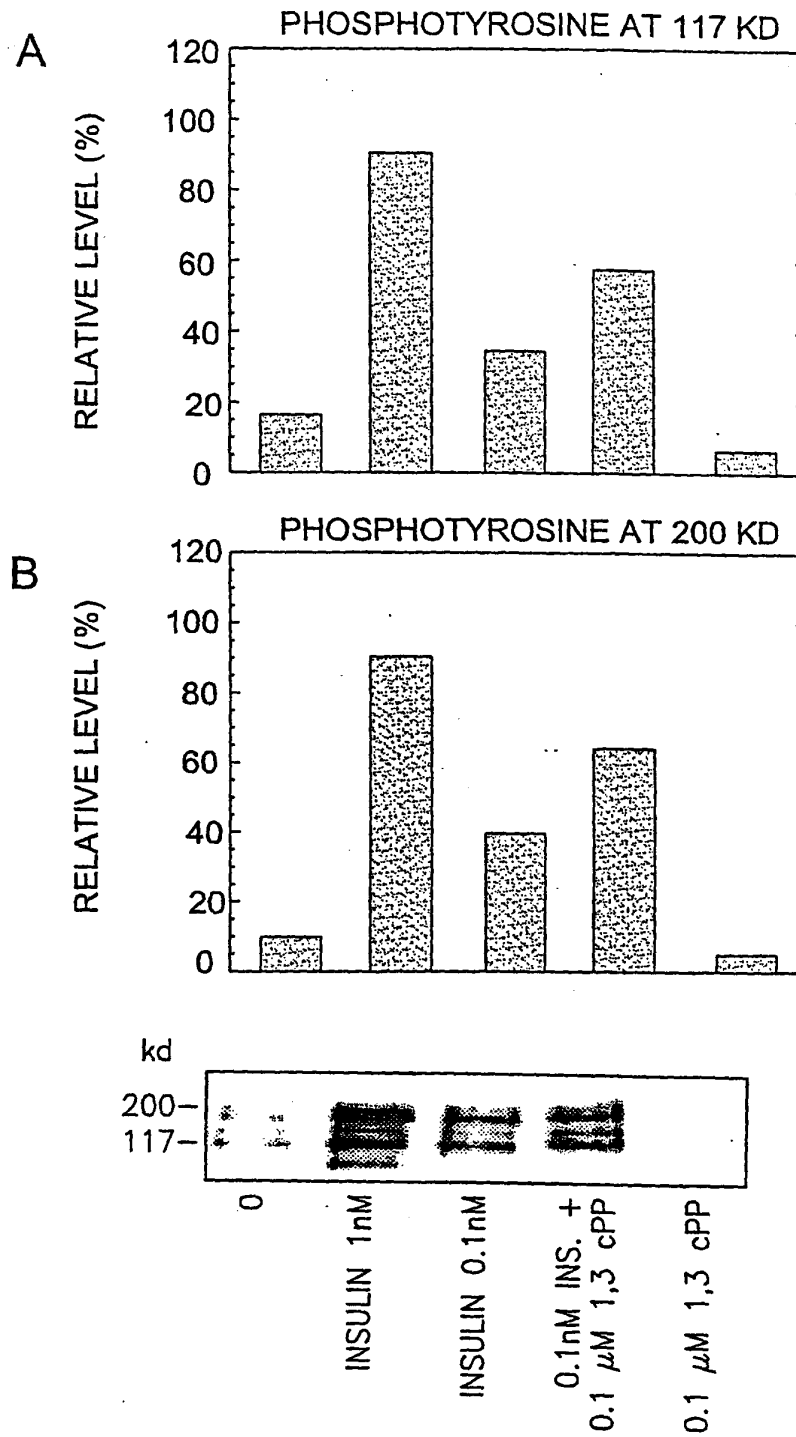 A
PHOSPHOTYROSINE AT 117 KD
RELATIVE LEVEL (%)
120
100
80
60
40
20
0
B
PHOSPHOTYROSINE AT 200 KD
RELATIVE LEVEL (%)
120
100
80
60
40
20
0
kd
200
117
0
INSULIN 1nM
INSULIN 0.1nM
0.1nM INS. +
0.1 μM 1,3 cPP
0.1 μM 1,3 cPP